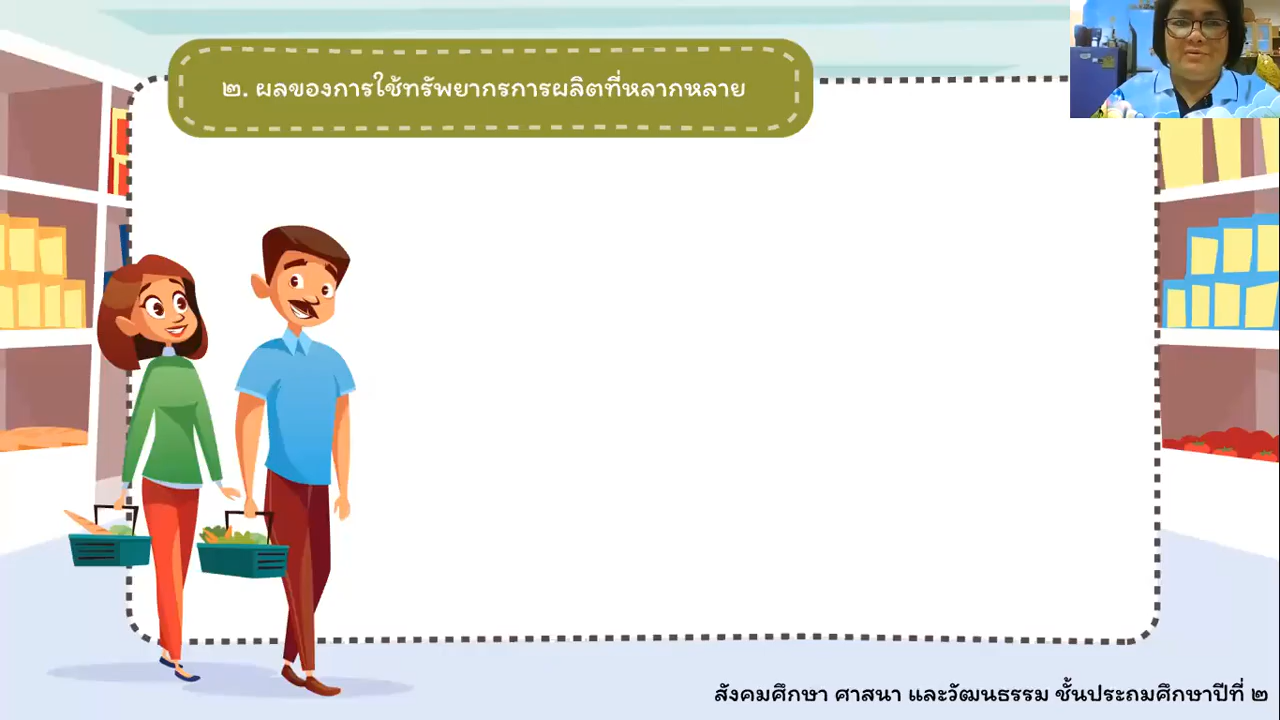 ๒. ผลของการใช้ทรัพยากรการผลิตที่หลากหลาย
สังคมศึกษา ศาสนา และวัฒนธรรม ชั้นประถมศึกษาปีที่ ๒